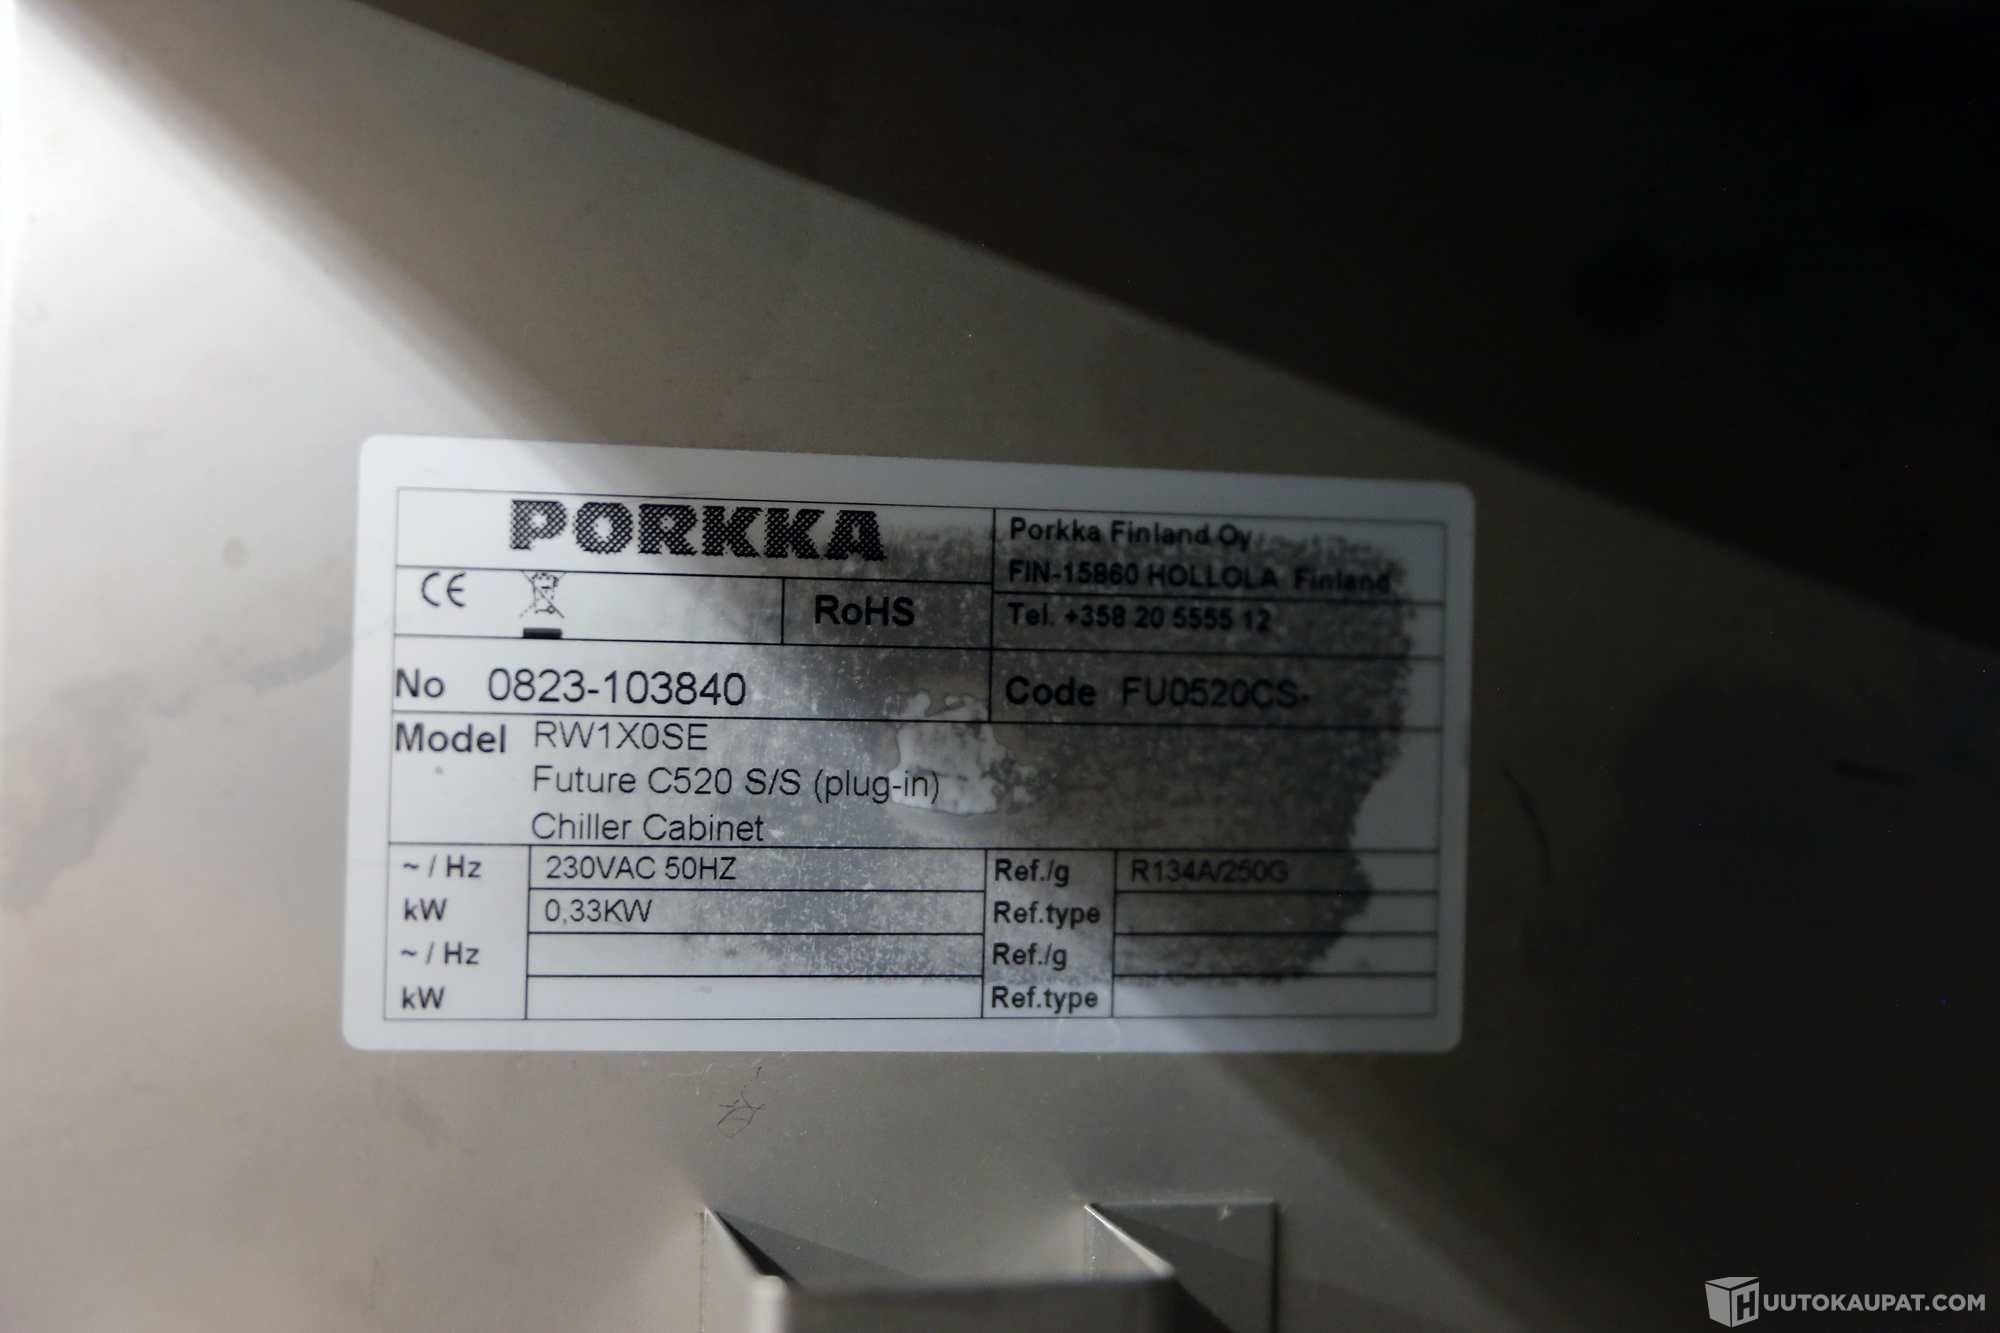 PORKKA
Porkka Finland Oy
FIN-15860 HOLLOLA Finland
CE
RoHS
Tel. +358 20 5555 12
No 0823-103840
Code FU0520CS-
Model RW1X0SE
Future C520 S/S (plug-in)
Chiller Cabinet
~ / Hz 230VAC 50HZ Ref./g R134A/250G
kW 0,33KW Ref.type
~ / Hz Ref./g
kW Ref.type
HUUTOKAUPAT.COM